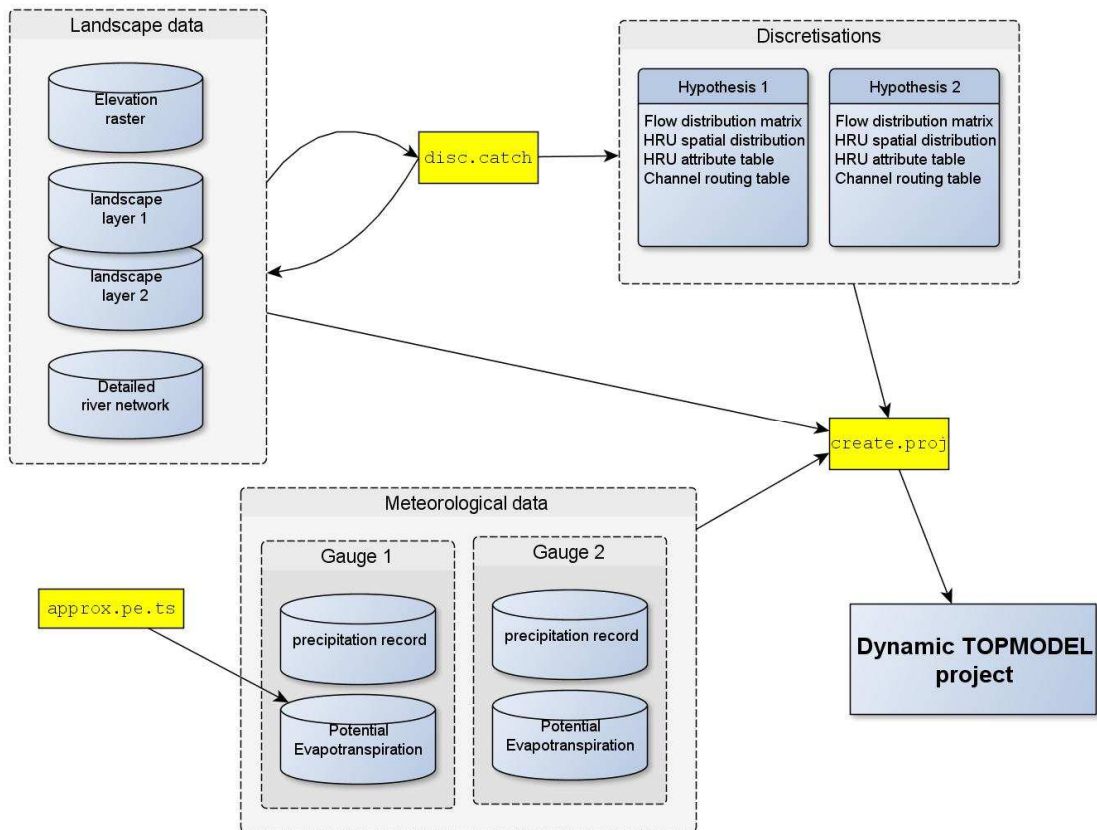 Landscape data
Elevation
raster
landscape
layer 1
landscape
layer 2
Detailed
river network
disc.catch
Discretisations
Hypothesis 1
Flow distribution matrix
HRU spatial distribution
HRU attribute table
Channel routing table
Hypothesis 2
Flow distribution matrix
HRU spatial distribution
HRU attribute table
Channel routing table
create.proj
Meteorological data
Gauge 1
precipitation record
Potential
Evapotranspiration
Gauge 2
precipitation record
Potential
Evapotranspiration
approx.pe.ts
Dynamic TOPMODEL
project